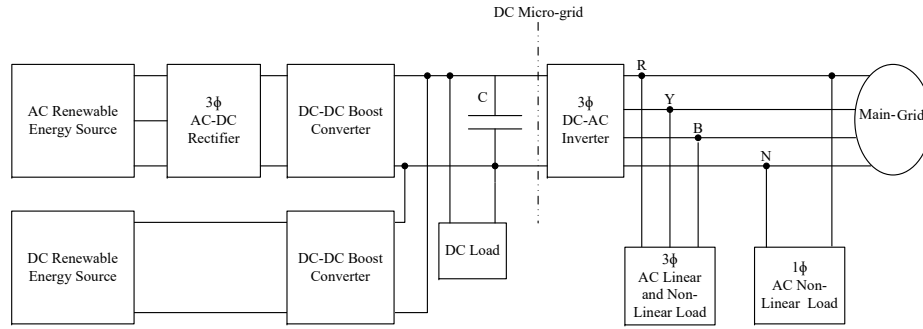 DC Micro-grid
AC Renewable
Energy Source
3ϕ
AC-DC
Rectifier
DC-DC Boost
Converter
C
3ϕ
DC-AC
Inverter
R
Y
B
N
Main-Grid
DC Renewable
Energy Source
DC-DC Boost
Converter
DC Load
3ϕ
AC Linear
and Non-
Linear Load
1ϕ
AC Non-
Linear Load